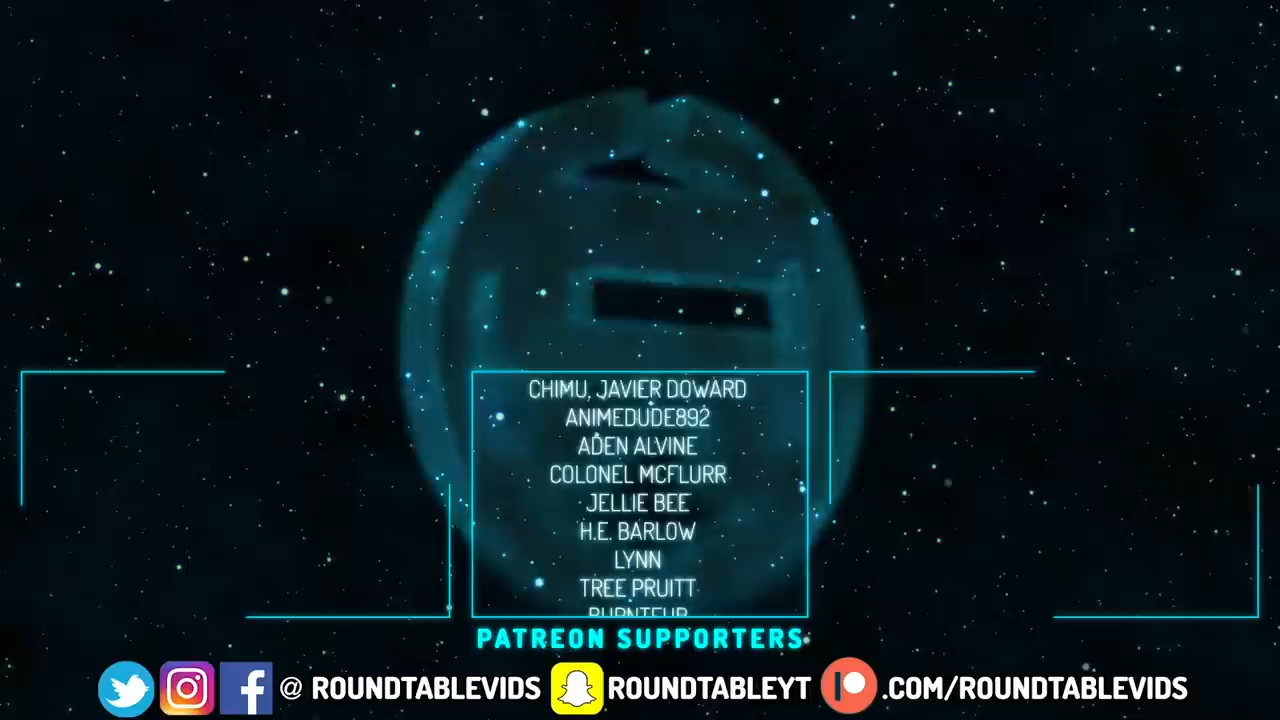 CHIMU, JAVIER DOWARD
ANIMEDUDE892
ADEN ALVINE
COLONEL MCFLURR
JELLIE BEE
H.E. BARLOW
LYNN
TREE PRUITT
PATREON SUPPORTERS
@ ROUNDTABLEVIDS ROUNDTABLEYT .COM/ROUNDTABLEVIDS